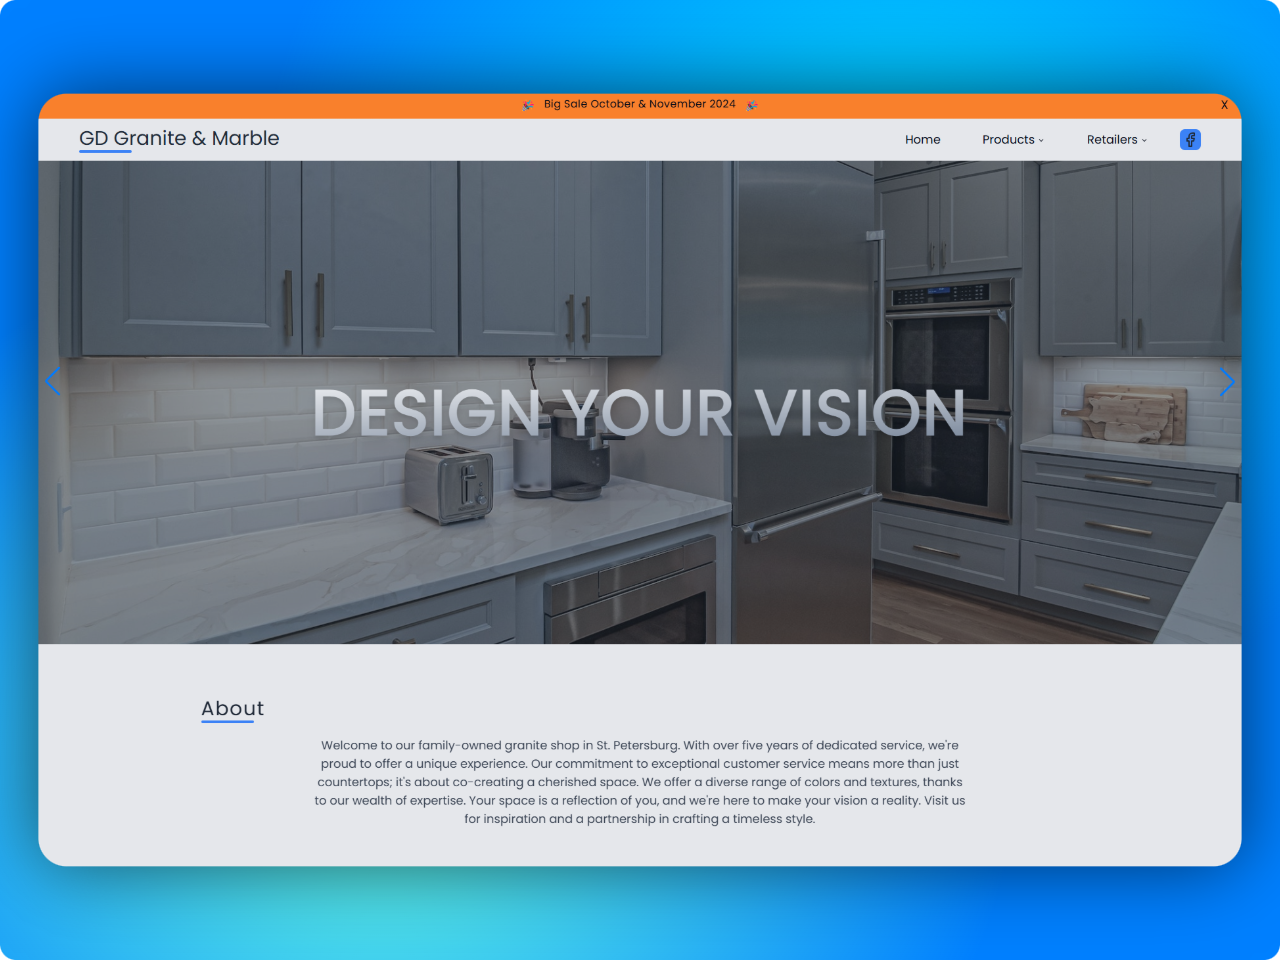 Big Sale October & November 2024
X
GD Granite & Marble
Home
Products
Retailers
DESIGN YOUR VISION
About
Welcome to our family-owned granite shop in St. Petersburg. With over five years of dedicated service, we're
proud to offer a unique experience. Our commitment to exceptional customer service means more than just
countertops; it's about co-creating a cherished space. We offer a diverse range of colors and textures, thanks
to our wealth of expertise. Your space is a reflection of you, and we're here to make your vision a reality. Visit us
for inspiration and a partnership in crafting a timeless style.